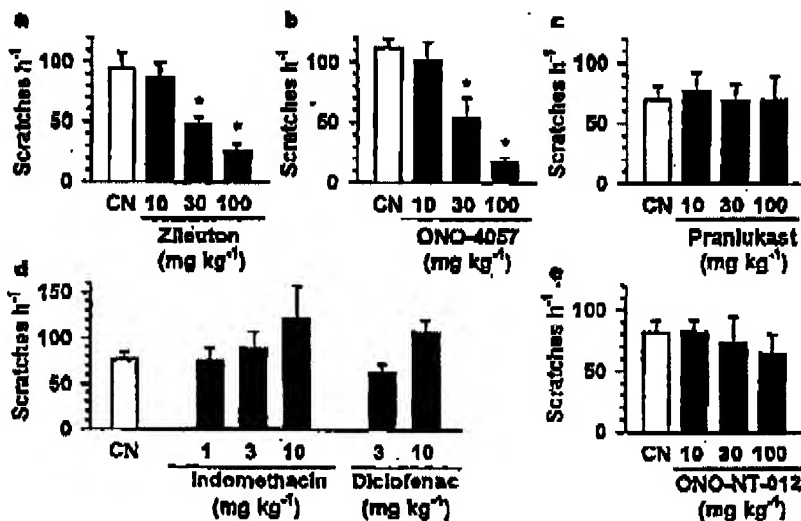 a
Scratches h⁻¹
100
50
0
*
*
CN 10 30 100
Zileuton
(mg kg⁻¹)
b
Scratches h⁻¹
100
50
0
*
*
CN 10 30 100
ONO-4057
(mg kg⁻¹)
c
Scratches h⁻¹
100
50
0
CN 10 30 100
Pranlukast
(mg kg⁻¹)
d
Scratches h⁻¹
150
100
50
0
CN 1 3 10 3 10
Indomethacin Diclofenac
(mg kg⁻¹) (mg kg⁻¹)
e
Scratches h⁻¹
100
50
0
CN 10 30 100
ONO-NT-012
(mg kg⁻¹)